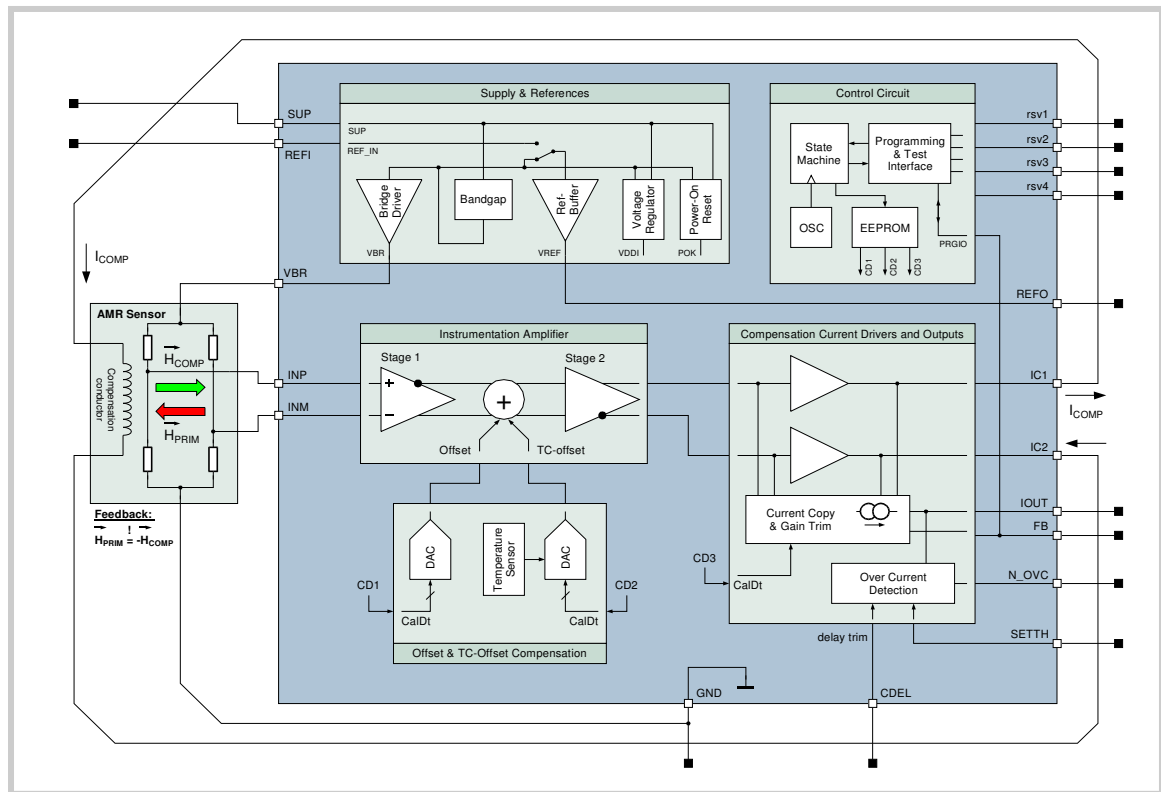 Supply & References
Control Circuit
SUP
REFI
SUP
REF_IN
Bridge
Driver
Bandgap
Ref-
Buffer
Voltage
Regulator
Power-On
Reset
VBR
VREF
VDDI
POK
State
Machine
Programming
& Test
Interface
OSC
EEPROM
PRGIO
CD1
CD2
CD3
rsv1
rsv2
rsv3
rsv4
ICOMP
VBR
REFO
AMR Sensor
Compensation
conductor
HCOMP
HPRIM
Feedback:
!
HPRIM = -HCOMP
INP
INM
Instrumentation Amplifier
Stage 1
Stage 2
+
−
+
Offset
TC-offset
Compensation Current Drivers and Outputs
IC1
ICOMP
IC2
Current Copy
& Gain Trim
IOUT
FB
CD3
CalDt
Over Current
Detection
N_OVC
SETTH
delay trim
DAC
Temperature
Sensor
DAC
CD1
CD2
CalDt
CalDt
Offset & TC-Offset Compensation
GND
CDEL